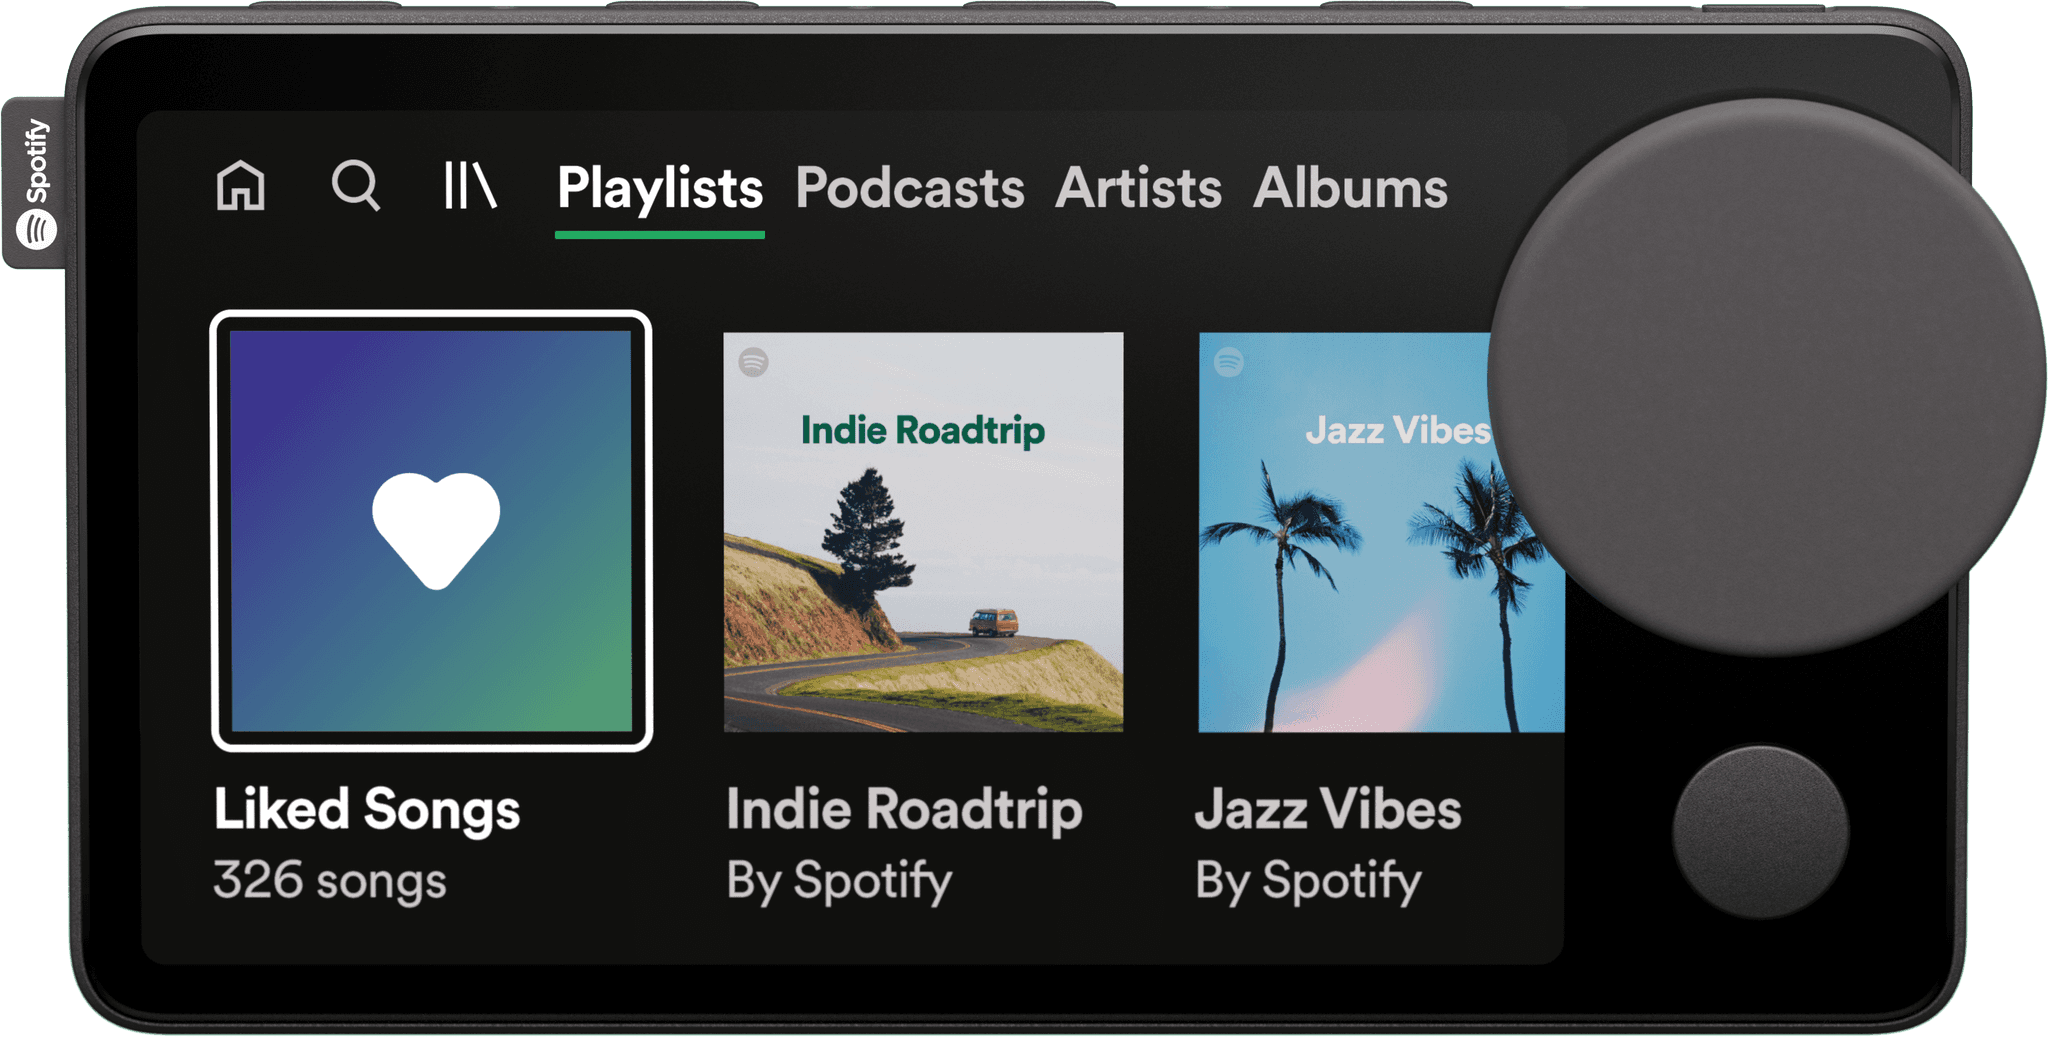 Spotify
Playlists Podcasts Artists Albums
Indie Roadtrip
Jazz Vibes
Liked Songs
326 songs
Indie Roadtrip
By Spotify
Jazz Vibes
By Spotify